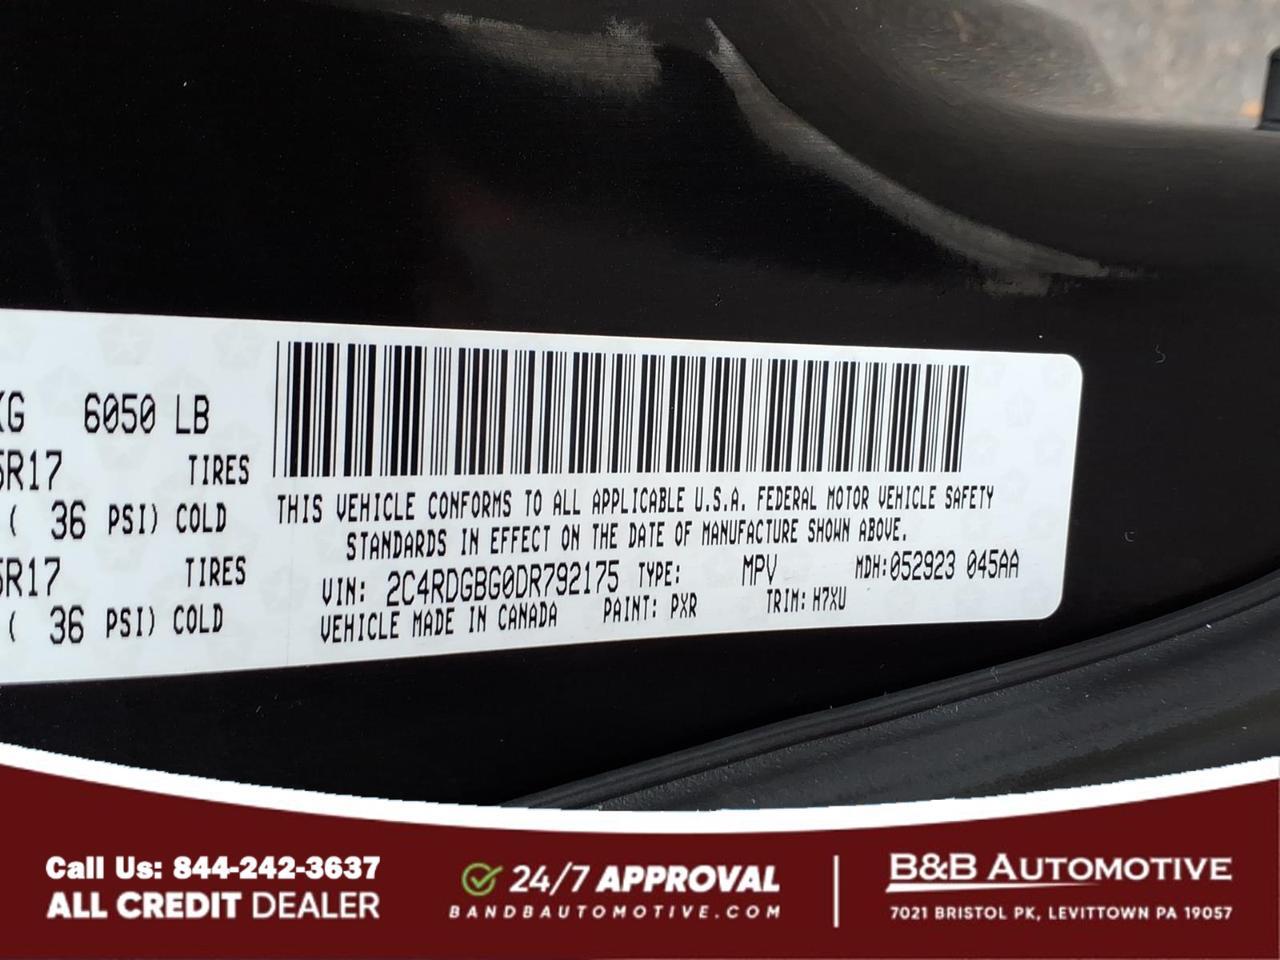 KG 6050 LB
5R17 TIRES
( 36 PSI) COLD
5R17 TIRES
( 36 PSI) COLD
THIS VEHICLE CONFORMS TO ALL APPLICABLE U.S.A. FEDERAL MOTOR VEHICLE SAFETY
STANDARDS IN EFFECT ON THE DATE OF MANUFACTURE SHOWN ABOVE.
VIN: 2C4RDGBG0DR792175 TYPE: MPV MDH:052923 045AA
VEHICLE MADE IN CANADA PAINT: PXR TRIM: H7XU
Call Us: 844-242-3637
ALL CREDIT DEALER
24/7 APPROVAL
BANDBAUTOMOTIVE.COM
B&B AUTOMOTIVE
7021 BRISTOL PK, LEVITTOWN PA 19057